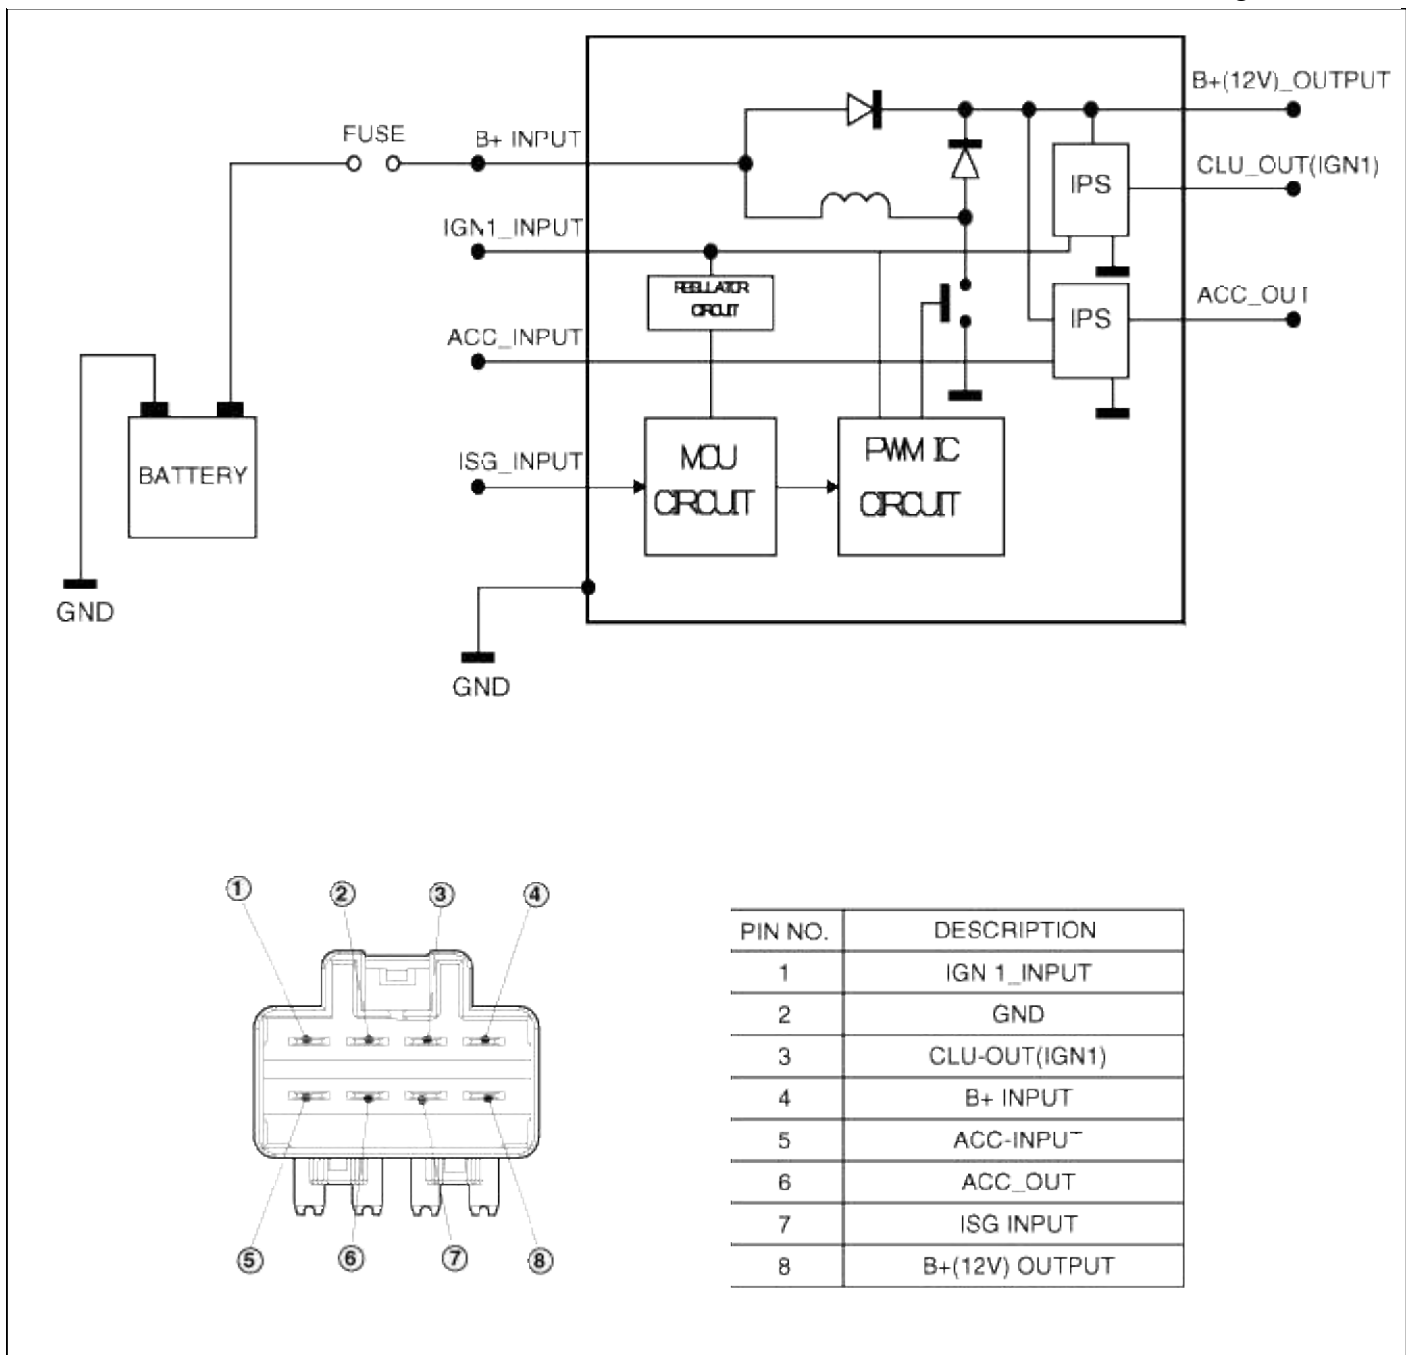 B+(12V)_OUTPUT
FUSE
B+ INPUT
IPS
CLU_OUT(IGN1)
IGN1_INPUT
REGULATOR
CIRCUIT
IPS
ACC_OUT
ACC_INPUT
BATTERY
ISG_INPUT
MCU
CIRCUIT
PWM IC
CIRCUIT
GND
GND
1
2
3
4
5
6
7
8
PIN NO. DESCRIPTION
1 IGN 1_INPUT
2 GND
3 CLU-OUT(IGN1)
4 B+ INPUT
5 ACC-INPUT
6 ACC_OUT
7 ISG INPUT
8 B+(12V) OUTPUT